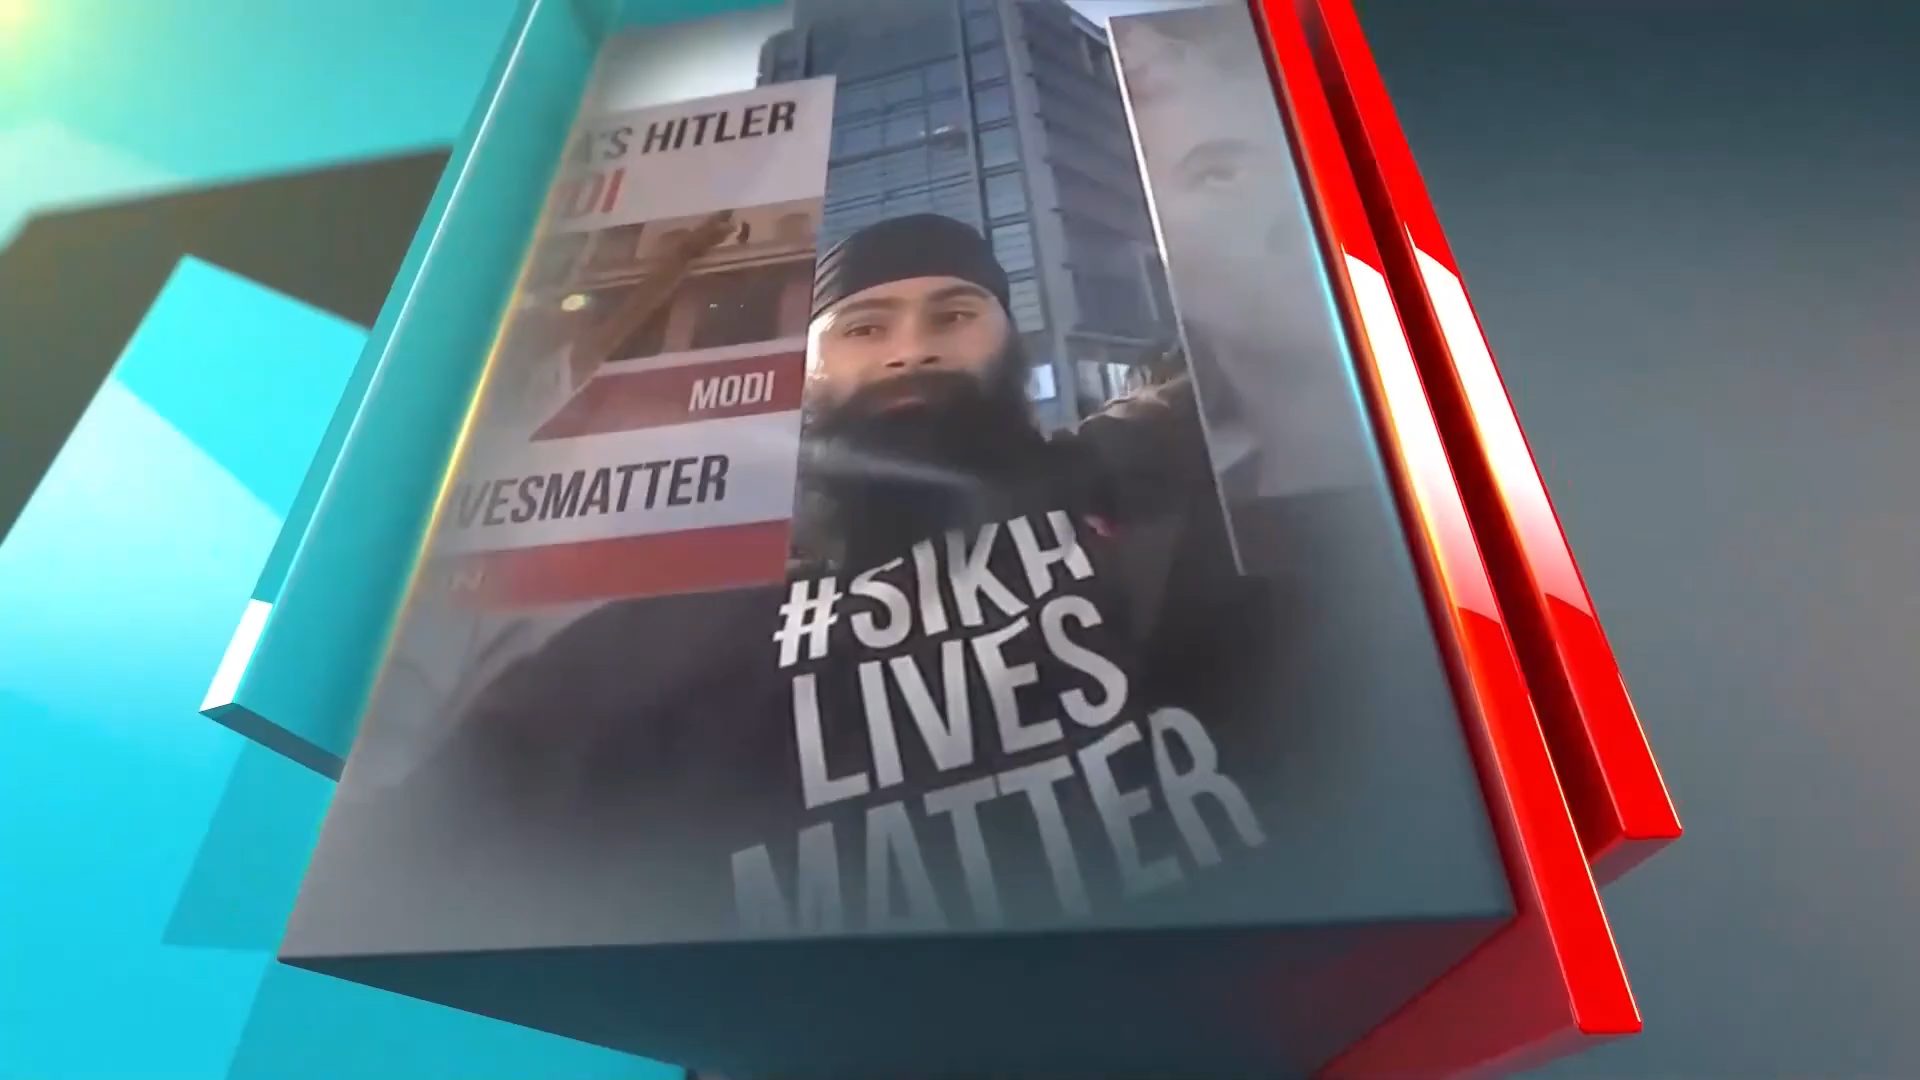 'S HITLER
DI
MODI
VESMATTER
#SIKH
LIVES
MATTER